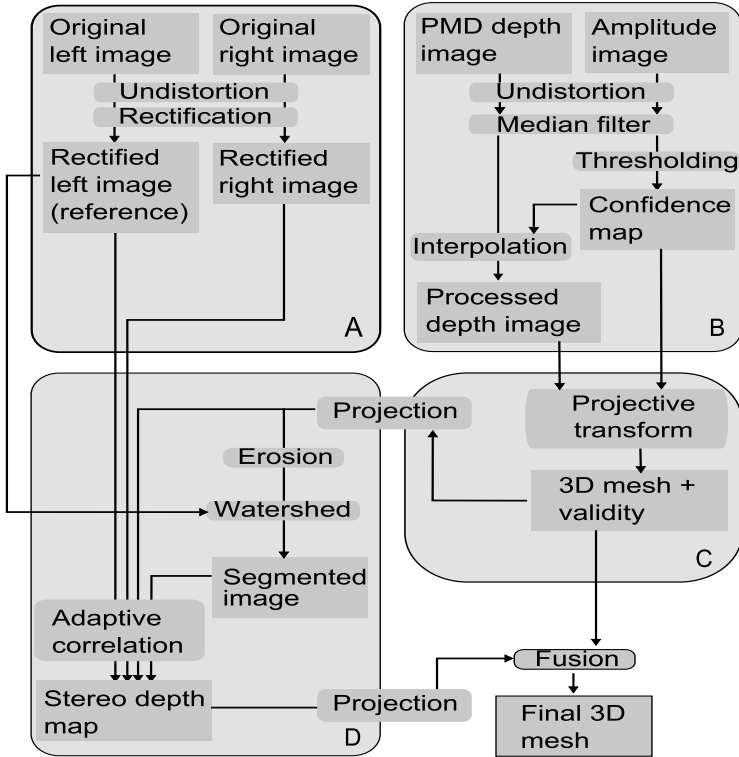 Original
left image
Original
right image
Undistortion
Rectification
Rectified
left image
(reference)
Rectified
right image
A
PMD depth
image
Amplitude
image
Undistortion
Median filter
Thresholding
Confidence
map
Interpolation
Processed
depth image
B
Projective
transform
3D mesh +
validity
C
Projection
Erosion
Watershed
Segmented
image
Adaptive
correlation
Stereo depth
map
D
Projection
Fusion
Final 3D
mesh